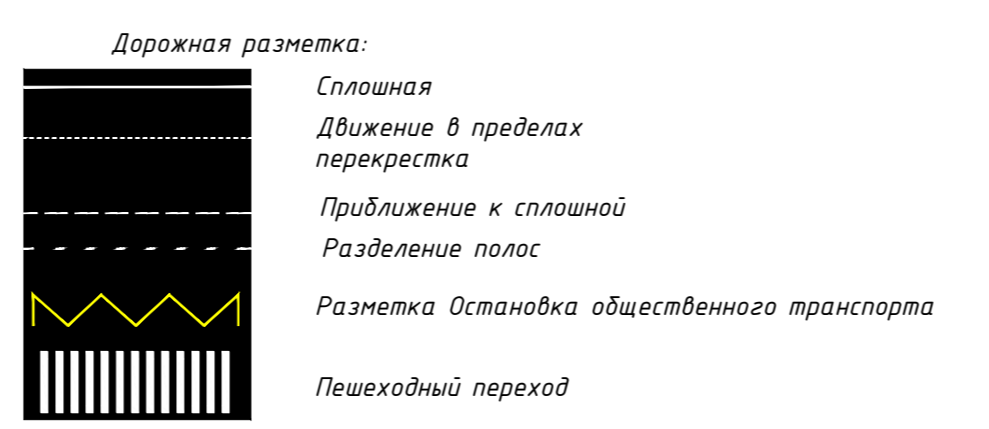 Дорожная разметка:
Сплошная
Движение в пределах
перекрестка
Приближение к сплошной
Разделение полос
Разметка Остановка общественного транспорта
Пешеходный переход